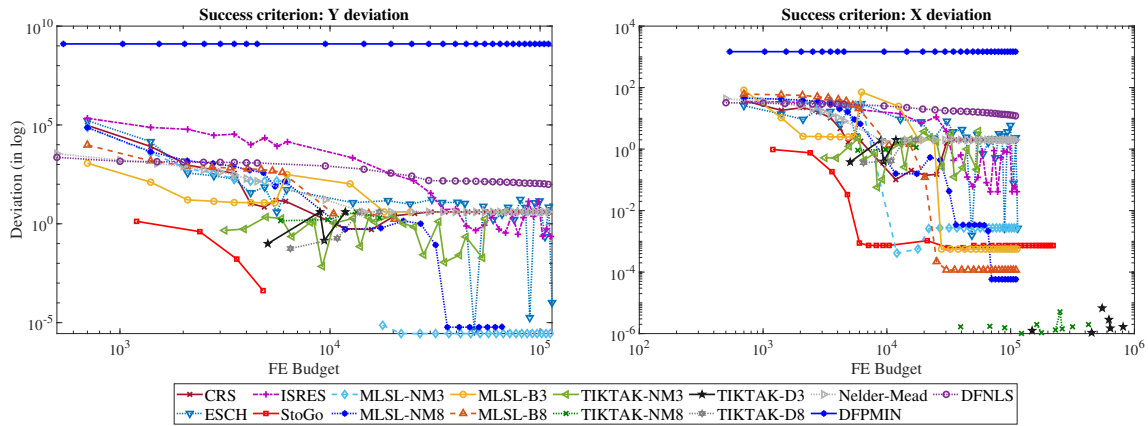 Success criterion: Y deviation
Success criterion: X deviation
Deviation (in log)
10^10
10^5
10^0
10^-5
10^3
10^4
10^5
FE Budget
10^4
10^2
10^0
10^-2
10^-4
10^-6
10^2
10^3
10^4
10^5
10^6
FE Budget
CRS ISRES MLSL-NM3 MLSL-B3 TIKTAK-NM3 TIKTAK-D3 Nelder-Mead DFNLS
ESCH StoGo MLSL-NM8 MLSL-B8 TIKTAK-NM8 TIKTAK-D8 DFPMIN